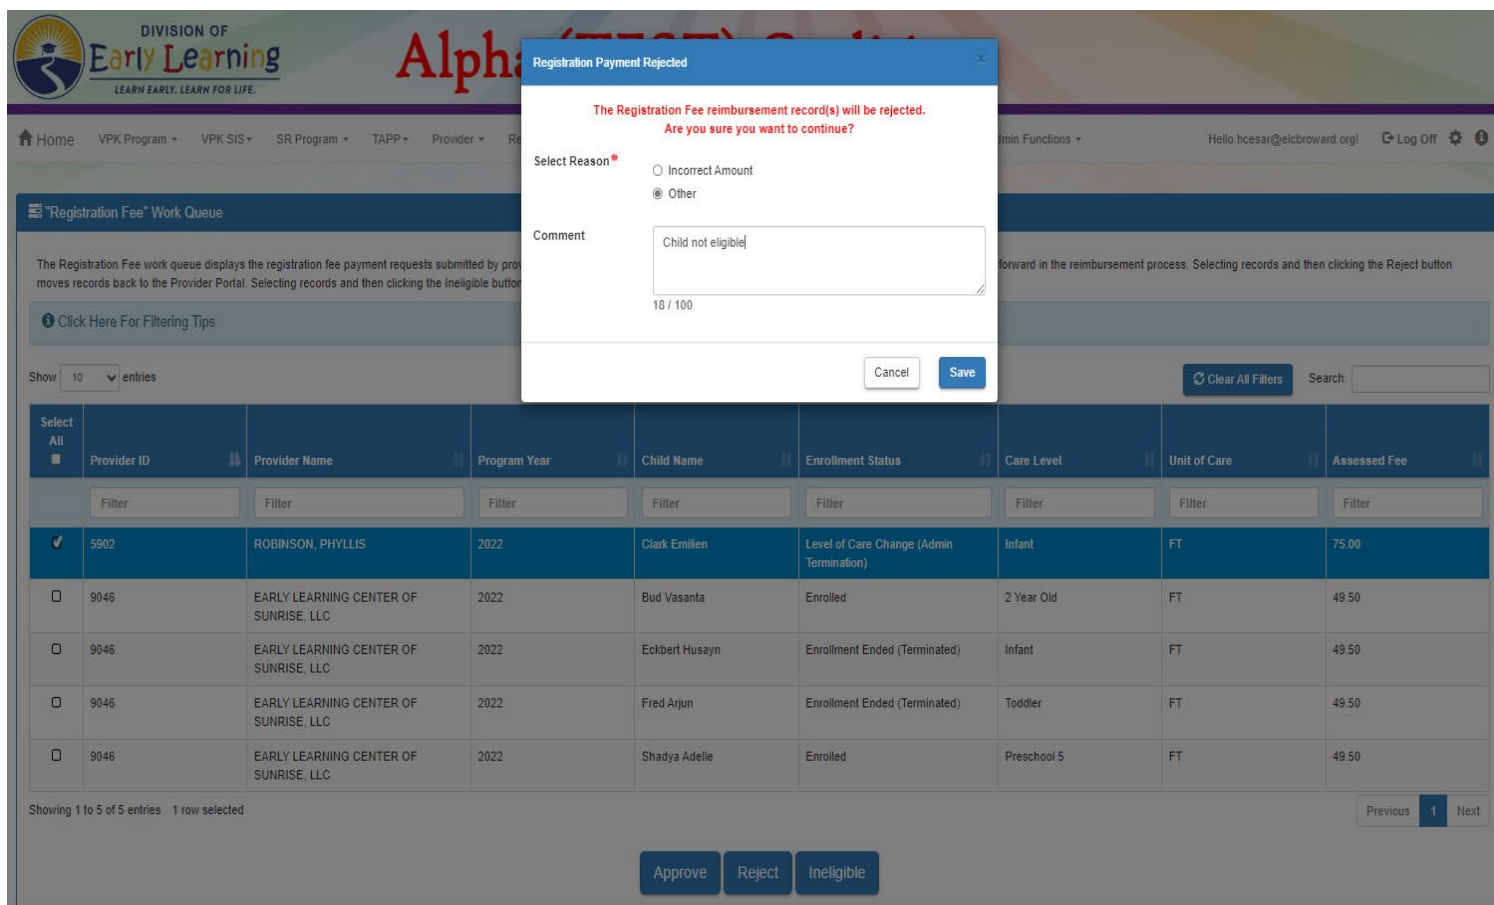 DIVISION OF
Early Learning
LEARN EARLY. LEARN FOR LIFE.
Registration Payment Rejected
×
The Registration Fee reimbursement record(s) will be rejected.
Are you sure you want to continue?
Select Reason*
Incorrect Amount
Other
Comment
Child not eligible
18 / 100
Cancel Save
Home VPK Program VPK SIS SR Program TAPP Provider Functions Hello hcesar@elcbroward.org! Log Off
"Registration Fee" Work Queue
The Registration Fee work queue displays the registration fee payment requests submitted by forward in the reimbursement process. Selecting records and then clicking the Reject button
moves records back to the Provider Portal. Selecting records and then clicking the Ineligible
Click Here For Filtering Tips
Show 10 entries Clear All Filters Search:
Select
All
Provider ID Provider Name Program Year Child Name Enrollment Status Care Level Unit of Care Assessed Fee
Filter Filter Filter Filter Filter Filter Filter Filter
5902 ROBINSON, PHYLLIS 2022 Clark Emilien Level of Care Change (Admin Infant FT 75.00
Termination)
9046 EARLY LEARNING CENTER OF 2022 Bud Vasanta Enrolled 2 Year Old FT 49.50
SUNRISE, LLC
9046 EARLY LEARNING CENTER OF 2022 Eckbert Husayn Enrollment Ended (Terminated) Infant FT 49.50
SUNRISE, LLC
9046 EARLY LEARNING CENTER OF 2022 Fred Arjun Enrollment Ended (Terminated) Toddler FT 49.50
SUNRISE, LLC
9046 EARLY LEARNING CENTER OF 2022 Shadya Adelle Enrolled Preschool 5 FT 49.50
SUNRISE, LLC
Showing 1 to 5 of 5 entries 1 row selected Previous 1 Next
Approve Reject Ineligible